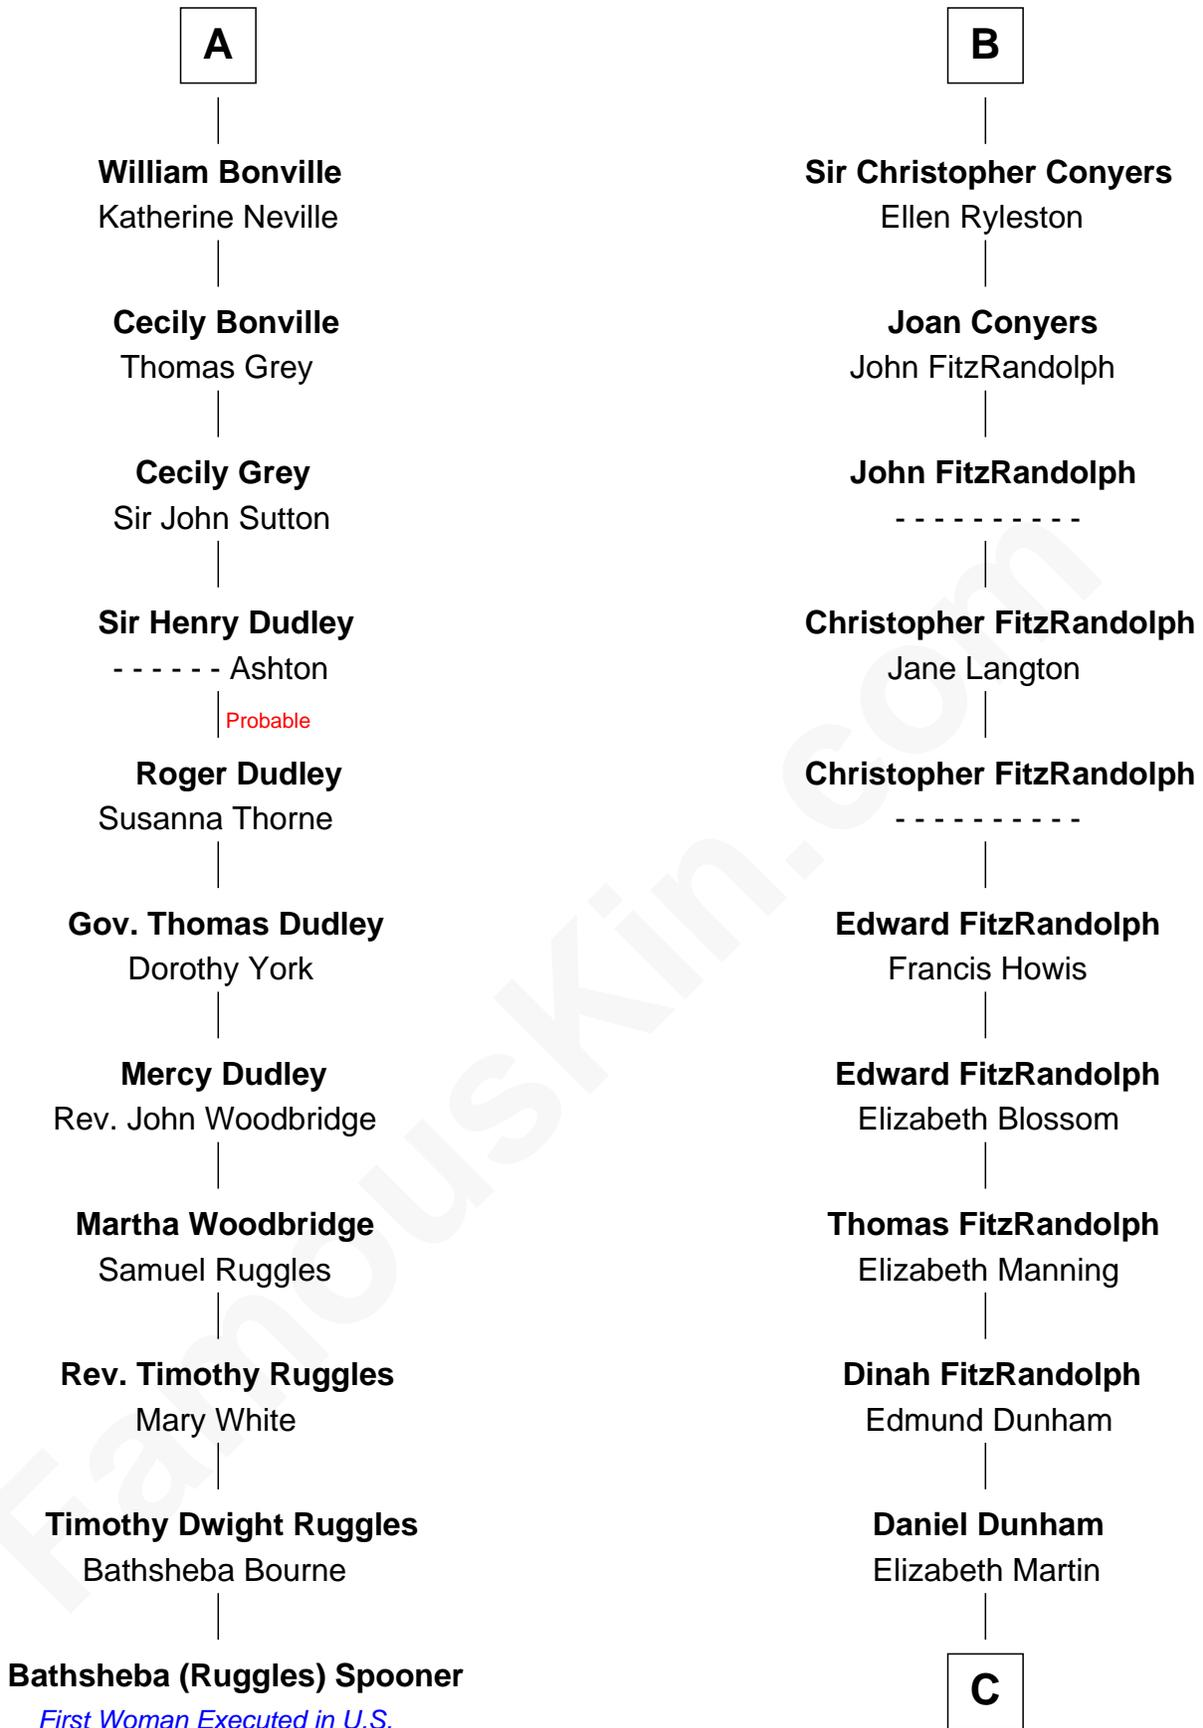 A
William Bonville
Katherine Neville
Cecily Bonville
Thomas Grey
Cecily Grey
Sir John Sutton
Sir Henry Dudley
- - - - - - Ashton
Probable
Roger Dudley
Susanna Thorne
Gov. Thomas Dudley
Dorothy York
Mercy Dudley
Rev. John Woodbridge
Martha Woodbridge
Samuel Ruggles
Rev. Timothy Ruggles
Mary White
Timothy Dwight Ruggles
Bathsheba Bourne
Bathsheba (Ruggles) Spooner
First Woman Executed in U.S.
B
Sir Christopher Conyers
Ellen Ryleston
Joan Conyers
John FitzRandolph
John FitzRandolph
- - - - - - - - - -
Christopher FitzRandolph
Jane Langton
Christopher FitzRandolph
- - - - - - - - - -
Edward FitzRandolph
Francis Howis
Edward FitzRandolph
Elizabeth Blossom
Thomas FitzRandolph
Elizabeth Manning
Dinah FitzRandolph
Edmund Dunham
Daniel Dunham
Elizabeth Martin
C
FamousKin.com